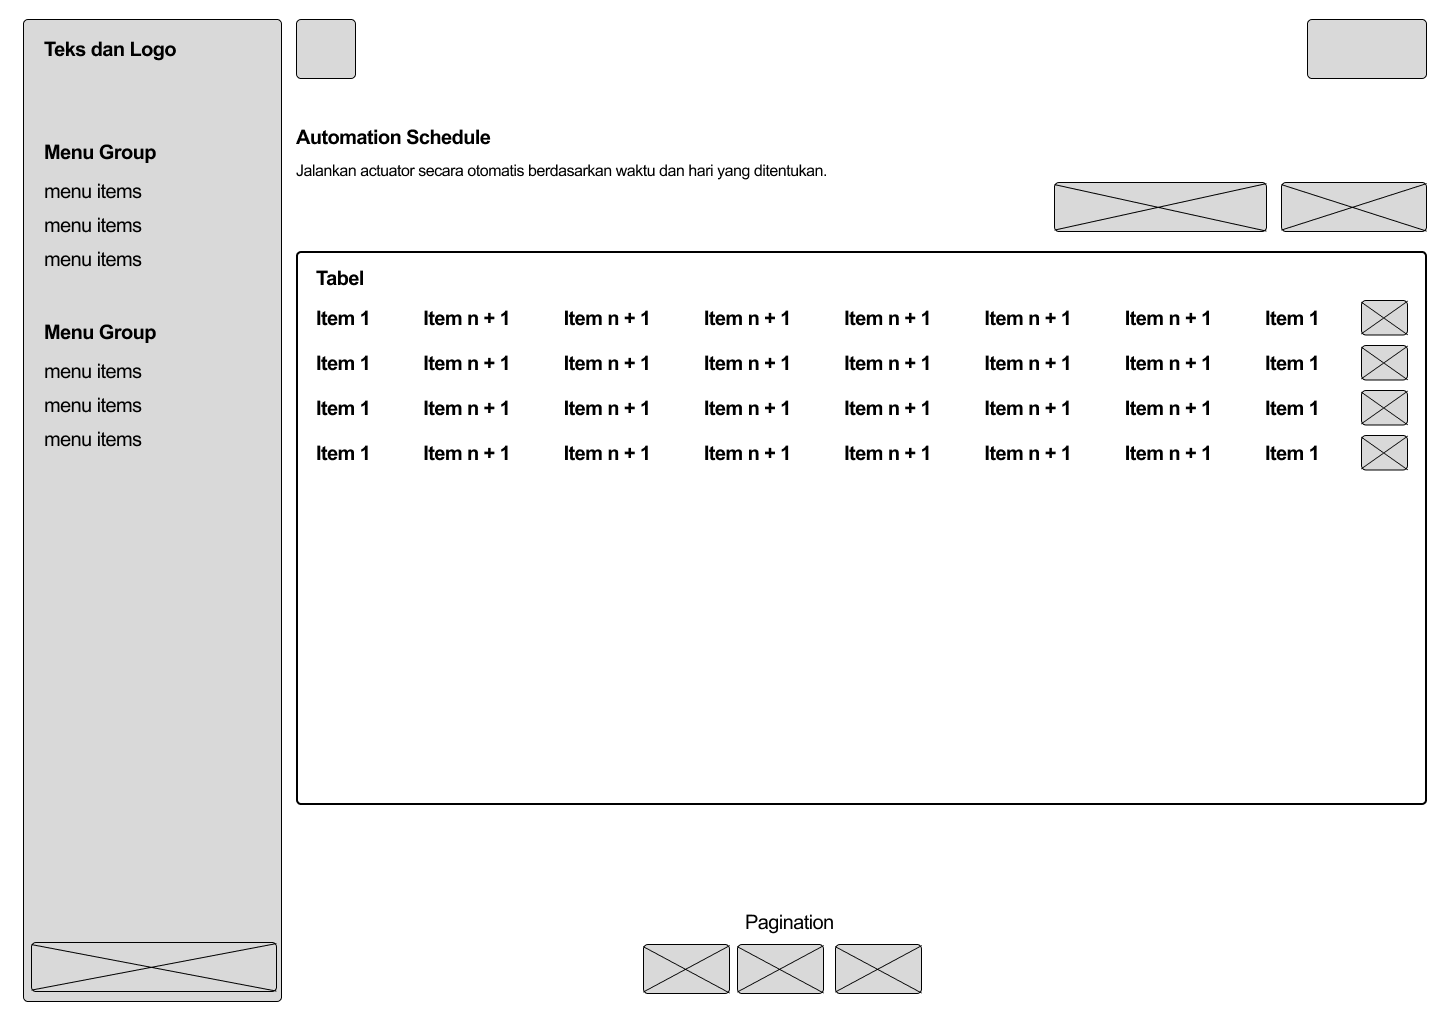 Teks dan Logo
Menu Group
menu items
menu items
menu items
Menu Group
menu items
menu items
menu items
Automation Schedule
Jalankan actuator secara otomatis berdasarkan waktu dan hari yang ditentukan.
Tabel
Item 1 Item n + 1 Item n + 1 Item n + 1 Item n + 1 Item n + 1 Item n + 1 Item 1
Item 1 Item n + 1 Item n + 1 Item n + 1 Item n + 1 Item n + 1 Item n + 1 Item 1
Item 1 Item n + 1 Item n + 1 Item n + 1 Item n + 1 Item n + 1 Item n + 1 Item 1
Item 1 Item n + 1 Item n + 1 Item n + 1 Item n + 1 Item n + 1 Item n + 1 Item 1
Pagination